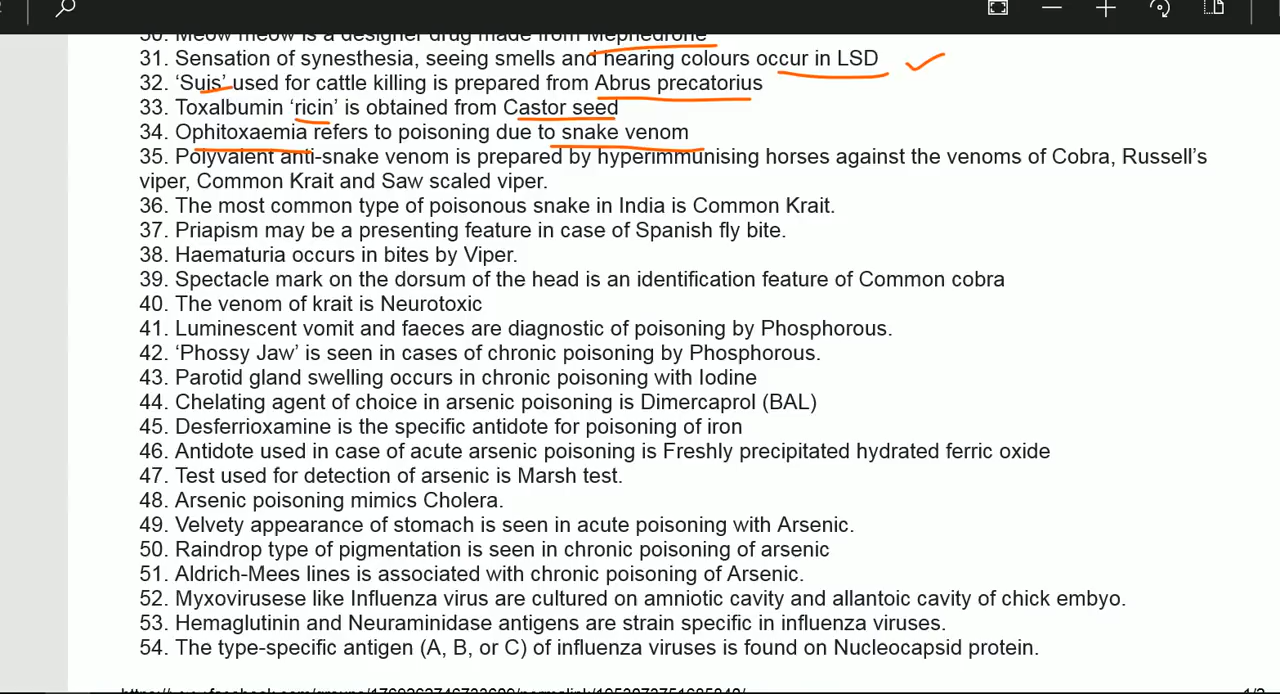 30. Meow meow is a designer drug made from Mephedrone
31. Sensation of synesthesia, seeing smells and hearing colours occur in LSD
32. ‘Suis’ used for cattle killing is prepared from Abrus precatorius
33. Toxalbumin ‘ricin’ is obtained from Castor seed
34. Ophitoxaemia refers to poisoning due to snake venom
35. Polyvalent anti-snake venom is prepared by hyperimmunising horses against the venoms of Cobra, Russell’s
viper, Common Krait and Saw scaled viper.
36. The most common type of poisonous snake in India is Common Krait.
37. Priapism may be a presenting feature in case of Spanish fly bite.
38. Haematuria occurs in bites by Viper.
39. Spectacle mark on the dorsum of the head is an identification feature of Common cobra
40. The venom of krait is Neurotoxic
41. Luminescent vomit and faeces are diagnostic of poisoning by Phosphorous.
42. ‘Phossy Jaw’ is seen in cases of chronic poisoning by Phosphorous.
43. Parotid gland swelling occurs in chronic poisoning with Iodine
44. Chelating agent of choice in arsenic poisoning is Dimercaprol (BAL)
45. Desferrioxamine is the specific antidote for poisoning of iron
46. Antidote used in case of acute arsenic poisoning is Freshly precipitated hydrated ferric oxide
47. Test used for detection of arsenic is Marsh test.
48. Arsenic poisoning mimics Cholera.
49. Velvety appearance of stomach is seen in acute poisoning with Arsenic.
50. Raindrop type of pigmentation is seen in chronic poisoning of arsenic
51. Aldrich-Mees lines is associated with chronic poisoning of Arsenic.
52. Myxovirusese like Influenza virus are cultured on amniotic cavity and allantoic cavity of chick embyo.
53. Hemaglutinin and Neuraminidase antigens are strain specific in influenza viruses.
54. The type-specific antigen (A, B, or C) of influenza viruses is found on Nucleocapsid protein.